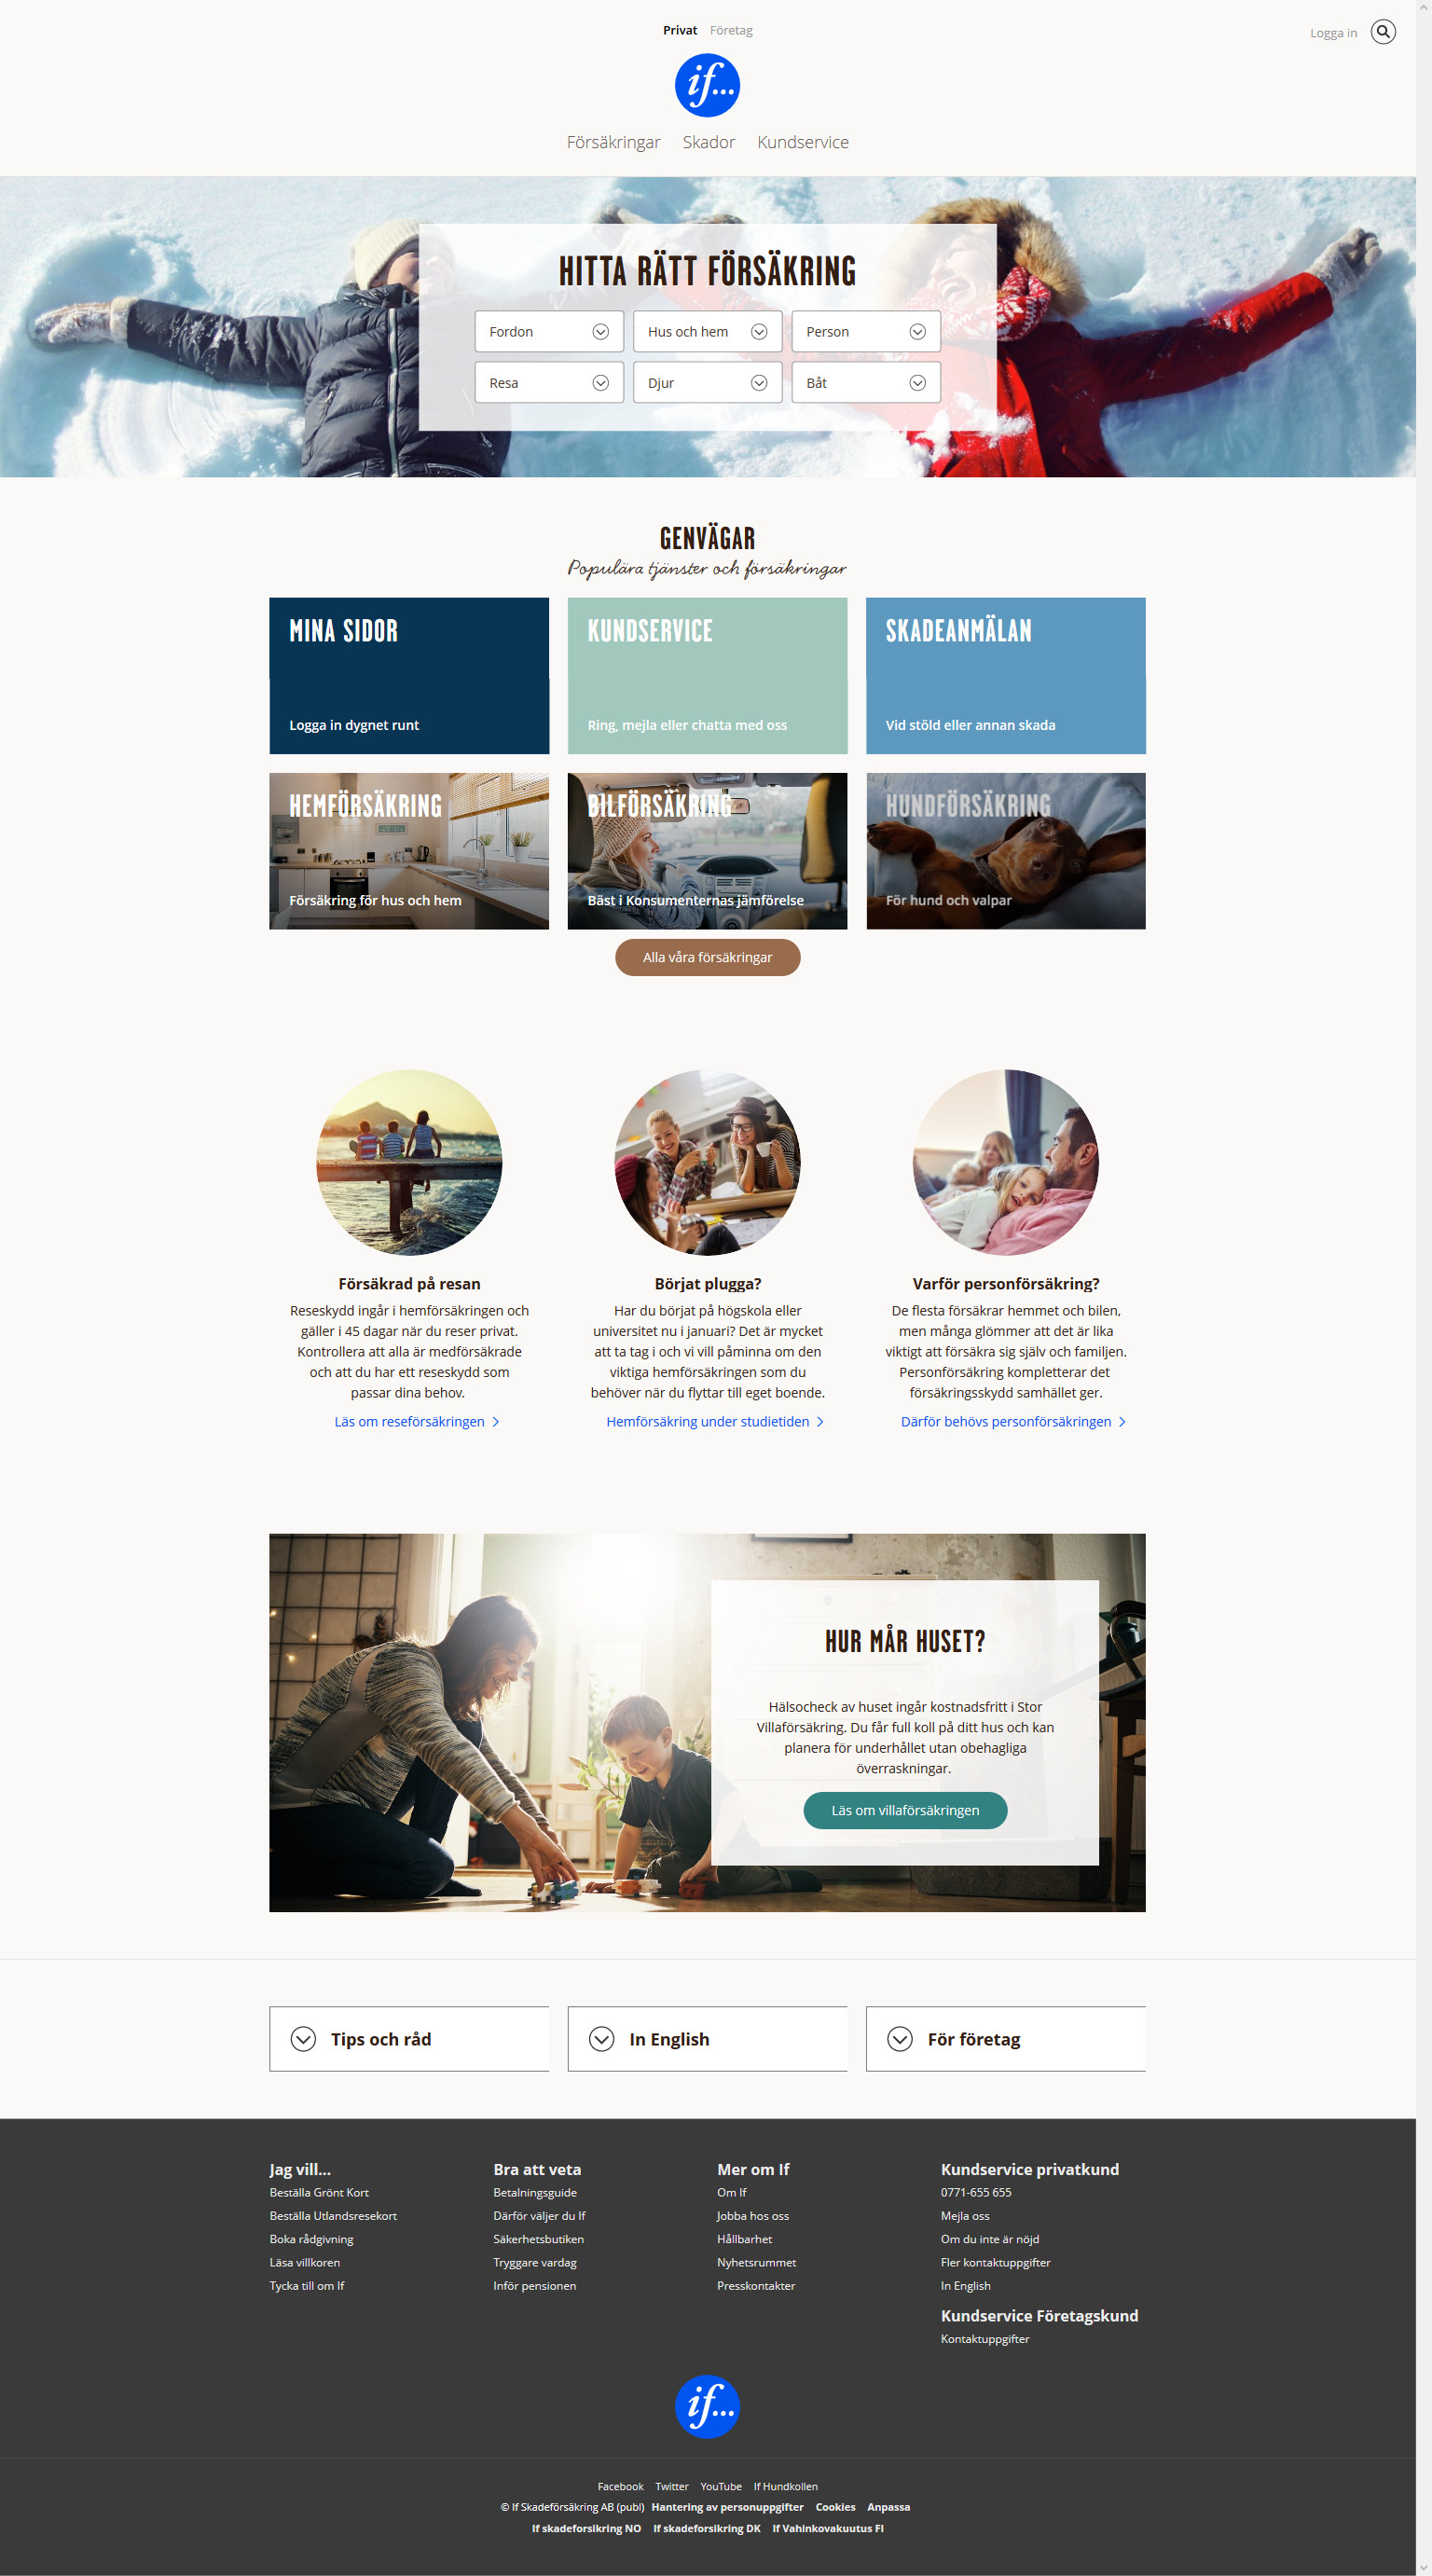 Privat Företag
Logga in
if...
Försäkringar Skador Kundservice
HITTA RÄTT FÖRSÄKRING
Fordon Hus och hem Person
Resa Djur Båt
GENVÄGAR
Populära tjänster och försäkringar
MINA SIDOR
Logga in dygnet runt
KUNDSERVICE
Ring, mejla eller chatta med oss
SKADEANMÄLAN
Vid stöld eller annan skada
HEMFÖRSÄKRING
Försäkring för hus och hem
BILFÖRSÄKRING
Bäst i Konsumenternas jämförelse
HUNDFÖRSÄKRING
För hund och valpar
Alla våra försäkringar
Försäkrad på resan
Reseskydd ingår i hemförsäkringen och
gäller i 45 dagar när du reser privat.
Kontrollera att alla är medförsäkrade
och att du har ett reseskydd som
passar dina behov.
Läs om reseförsäkringen
Börjat plugga?
Har du börjat på högskola eller
universitet nu i januari? Det är mycket
att ta tag i och vi vill påminna om den
viktiga hemförsäkringen som du
behöver när du flyttar till eget boende.
Hemförsäkring under studietiden
Varför personförsäkring?
De flesta försäkrar hemmet och bilen,
men många glömmer att det är lika
viktigt att försäkra sig själv och familjen.
Personförsäkring kompletterar det
försäkringsskydd samhället ger.
Därför behövs personförsäkringen
HUR MÅR HUSET?
Hälsocheck av huset ingår kostnadsfritt i Stor
Villaförsäkring. Du får full koll på ditt hus och kan
planera för underhållet utan obehagliga
överraskningar.
Läs om villaförsäkringen
Tips och råd
In English
För företag
Jag vill...
Beställa Grönt Kort
Beställa Utlandsresekort
Boka rådgivning
Läsa villkoren
Tycka till om If
Bra att veta
Betalningsguide
Därför väljer du If
Säkerhetsbutiken
Tryggare vardag
Inför pensionen
Mer om If
Om If
Jobba hos oss
Hållbarhet
Nyhetsrummet
Presskontakter
Kundservice privatkund
0771-655 655
Mejla oss
Om du inte är nöjd
Fler kontaktuppgifter
In English
Kundservice Företagskund
Kontaktuppgifter
if...
Facebook Twitter YouTube If Hundkollen
© If Skadeförsäkring AB (publ) Hantering av personuppgifter Cookies Anpassa
If skadeforsikring NO If skadeforsikring DK If Vahinkovakuutus FI